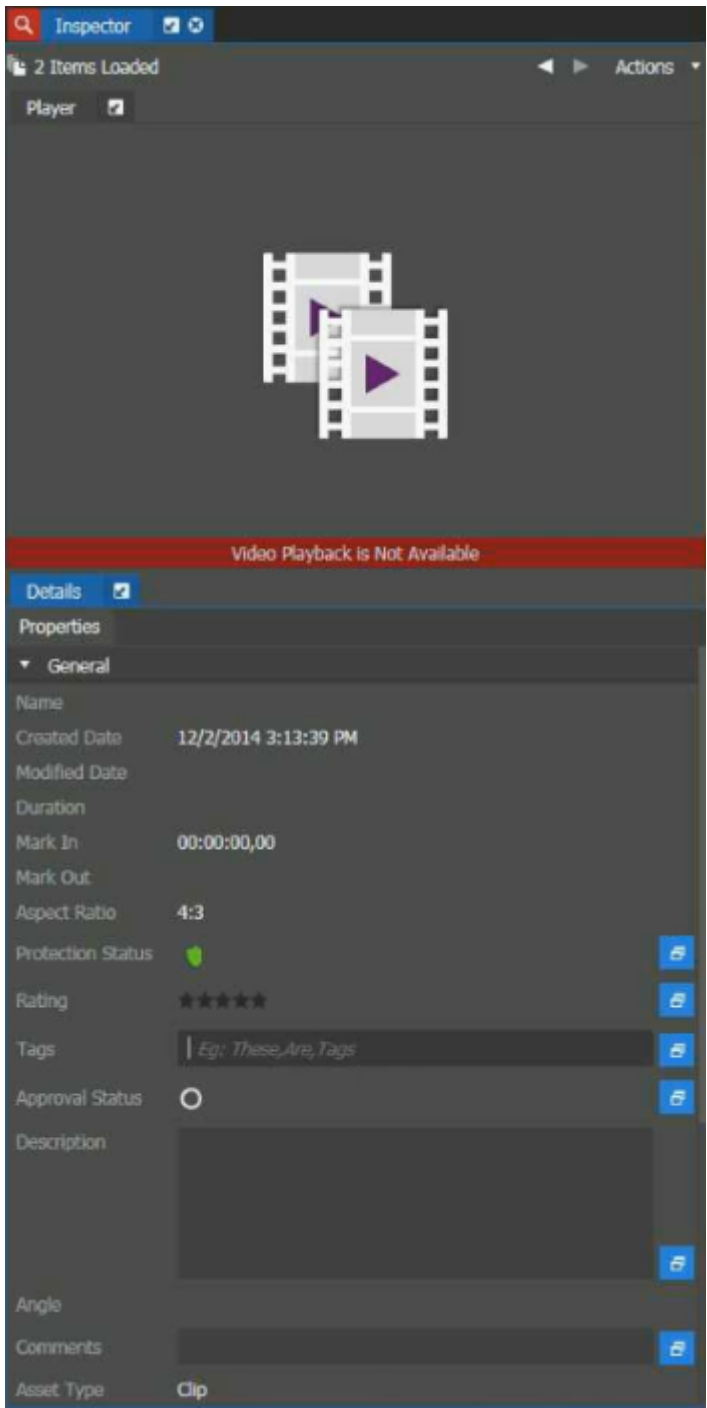 Inspector
2 Items Loaded
Actions
Player
Video Playback is Not Available
Details
Properties
General
Name
Created Date 12/2/2014 3:13:39 PM
Modified Date
Duration
Mark In 00:00:00,00
Mark Out
Aspect Ratio 4:3
Protection Status
Rating
Tags Eg: These,Are,Tags
Approval Status
Description
Angle
Comments
Asset Type Clip